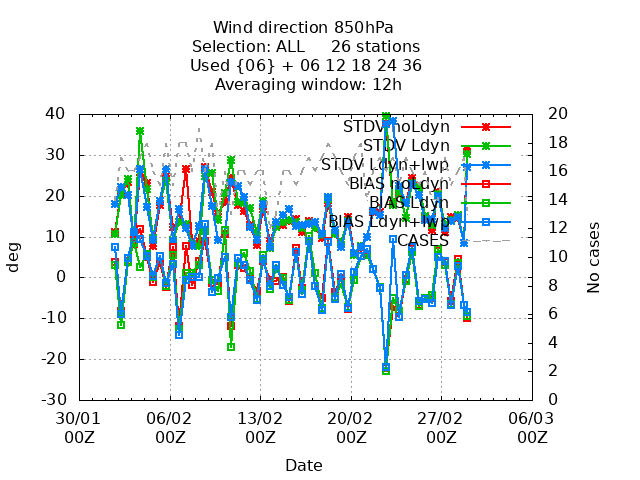 Wind direction 850hPa
Selection: ALL 26 stations
Used {06} + 06 12 18 24 36
Averaging window: 12h
40
30
20
10
0
-10
-20
-30
deg
20
18
16
14
12
10
8
6
4
2
0
No cases
STDV noLdyn
STDV Ldyn
STDV Ldyn+lwp
BIAS noLdyn
BIAS Ldyn
BIAS Ldyn+lwp
CASES
30/01 06/02 13/02 20/02 27/02 06/03
00Z 00Z 00Z 00Z 00Z 00Z
Date